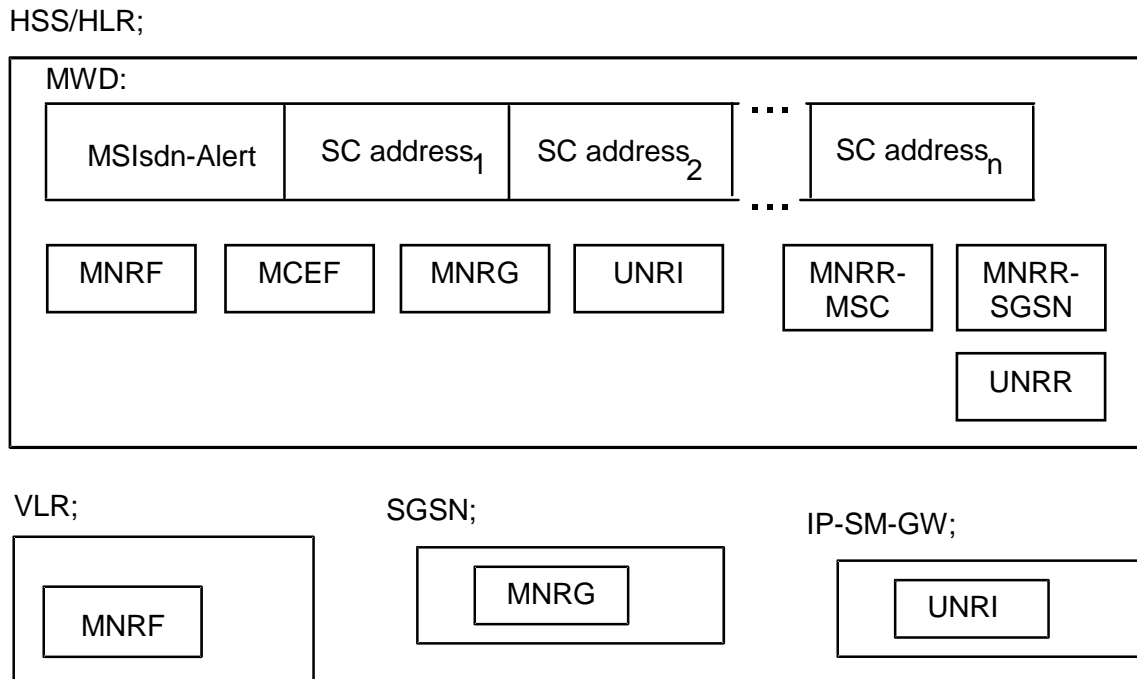 HSS/HLR;
MWD:
MSIsdn-Alert SC address1 SC address2 ... SC addressn
...
MNRF MCEF MNRG UNRI MNRR-MSC MNRR-SGSN
UNRR
VLR; SGSN; IP-SM-GW;
MNRF MNRG UNRI